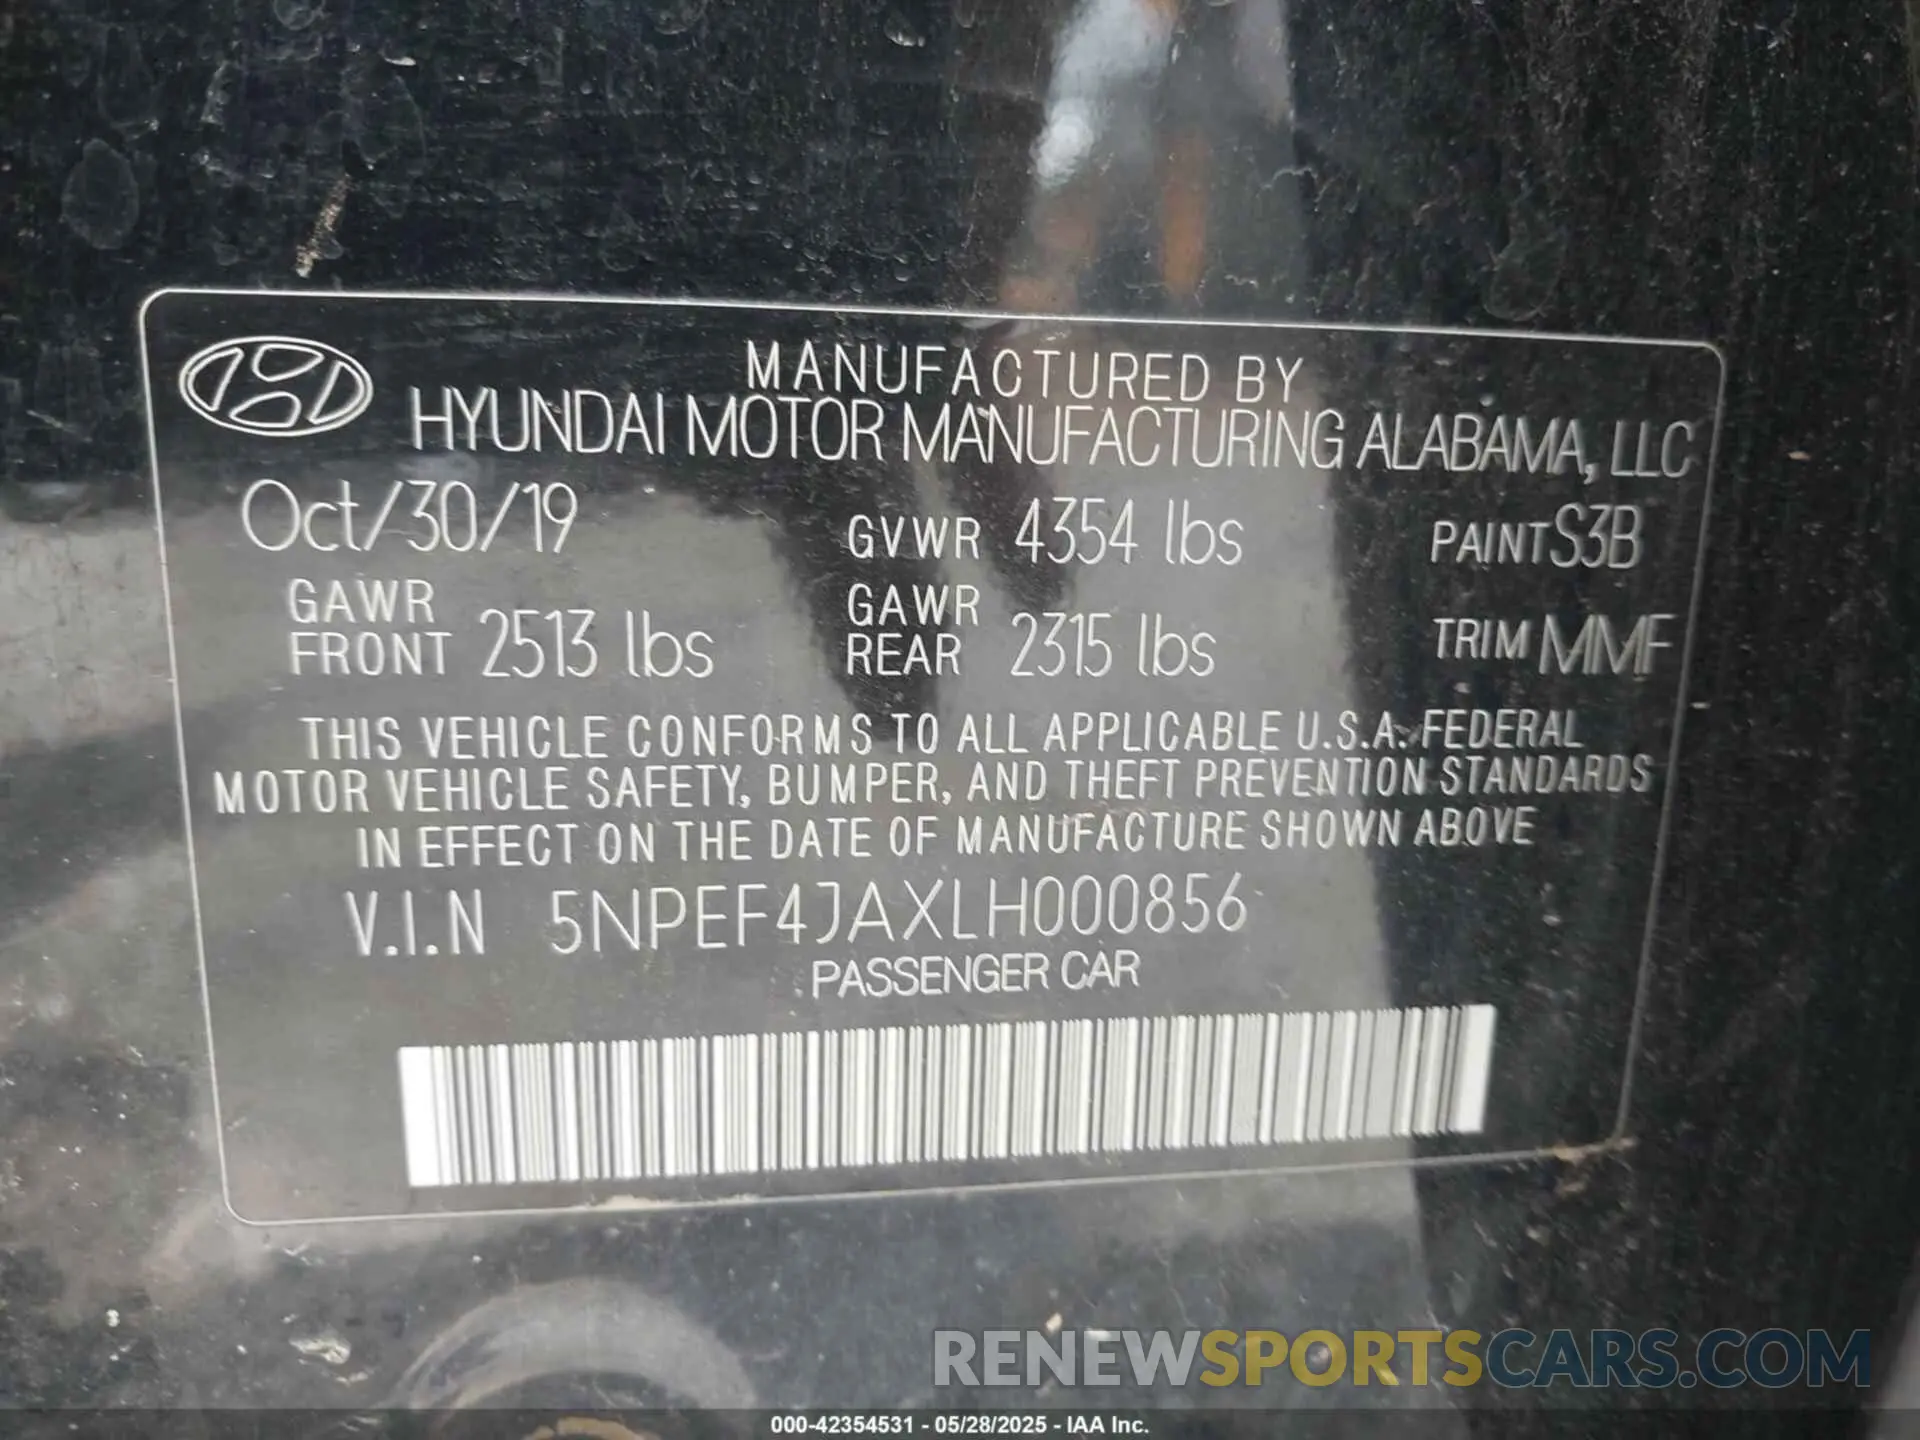 MANUFACTURED BY
HYUNDAI MOTOR MANUFACTURING ALABAMA, LLC
Oct/30/19 GVWR 4354 lbs PAINT S3B
GAWR FRONT 2513 lbs GAWR REAR 2315 lbs TRIM MMF
THIS VEHICLE CONFORMS TO ALL APPLICABLE U.S.A. FEDERAL
MOTOR VEHICLE SAFETY, BUMPER, AND THEFT PREVENTION STANDARDS
IN EFFECT ON THE DATE OF MANUFACTURE SHOWN ABOVE
V.I.N 5NPEF4JAXLH000856
PASSENGER CAR
RENEWSPORTSCARS.COM
000-42354531 - 05/28/2025 - IAA Inc.